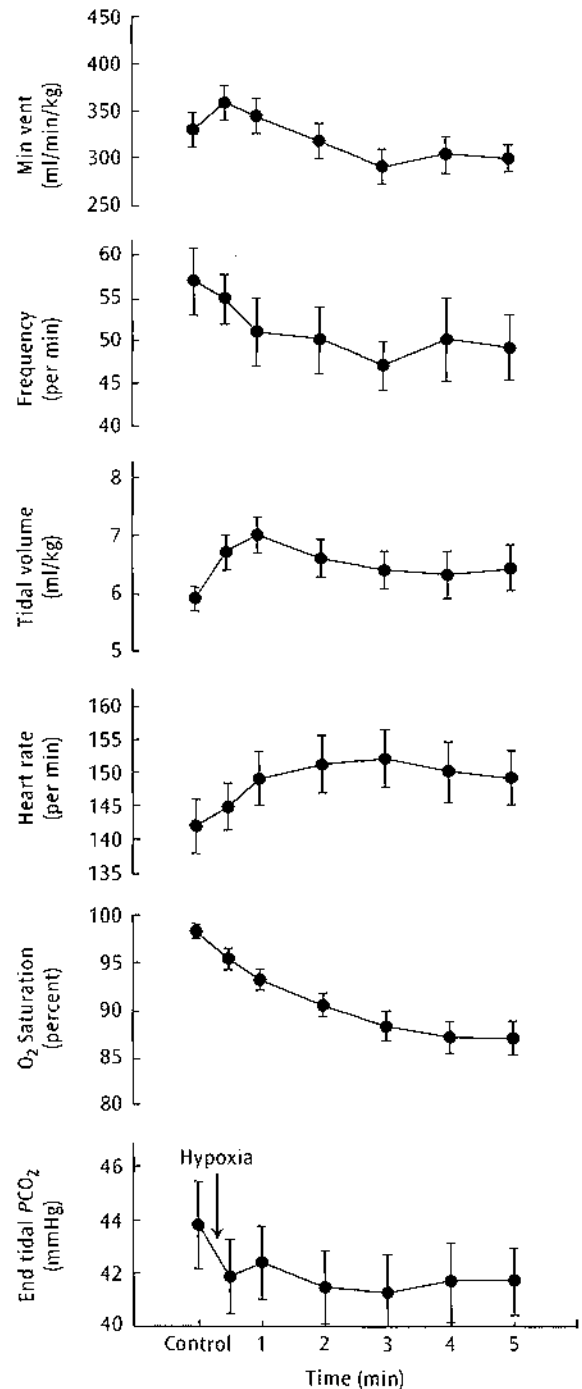 450
400
350
300
250
Min vent
(ml/min/kg)
60
55
50
45
40
Frequency
(per min)
8
7
6
5
Tidal volume
(ml/kg)
160
155
150
145
140
135
Heart rate
(per min)
100
95
90
85
80
O₂ Saturation
(percent)
Hypoxia
46
44
42
40
End tidal PCO₂
(mmHg)
Control 1 2 3 4 5
Time (min)